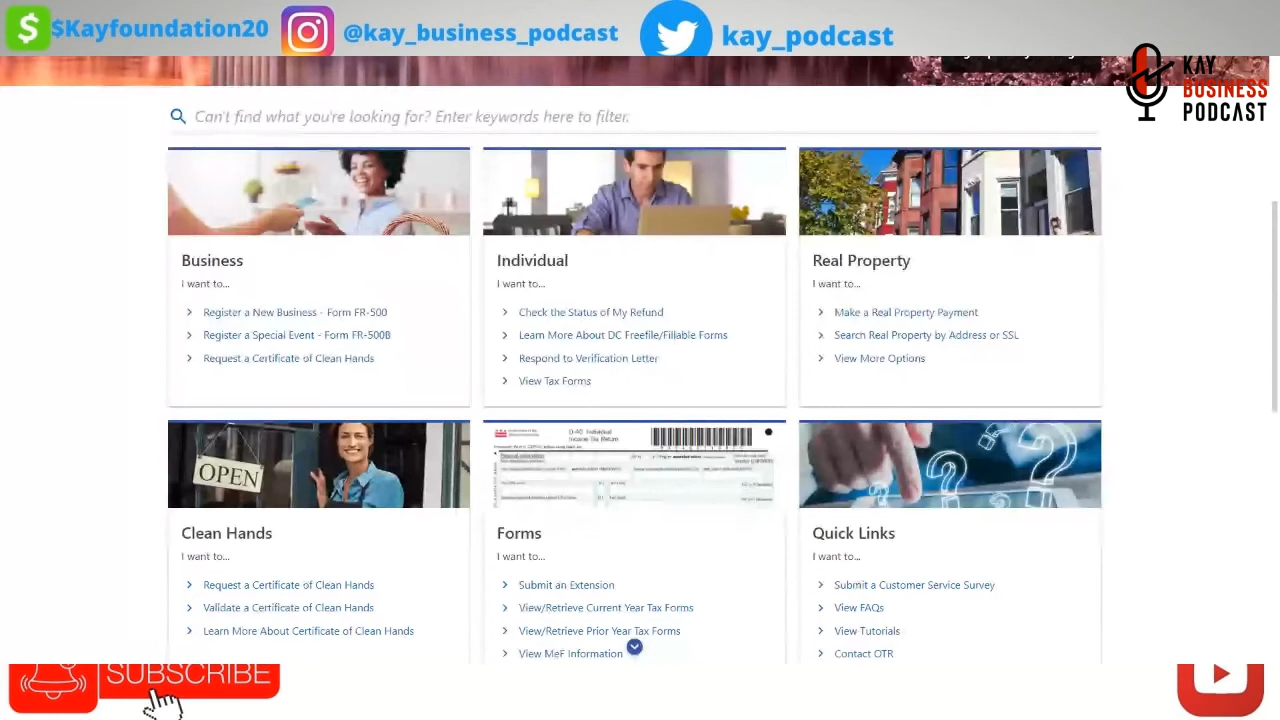 $Kayfoundation20
@kay_business_podcast
kay_podcast
KAY
BUSINESS
PODCAST
Can't find what you're looking for? Enter keywords here to filter.
Business
I want to...
Register a New Business - Form FR-500
Register a Special Event - Form FR-500B
Request a Certificate of Clean Hands
Individual
I want to...
Check the Status of My Refund
Learn More About DC Freefile/Fillable Forms
Respond to Verification Letter
View Tax Forms
Real Property
I want to...
Make a Real Property Payment
Search Real Property by Address or SSL
View More Options
OPEN
Clean Hands
I want to...
Request a Certificate of Clean Hands
Validate a Certificate of Clean Hands
Learn More About Certificate of Clean Hands
D-40 Individual
Income Tax Return
Forms
I want to...
Submit an Extension
View/Retrieve Current Year Tax Forms
View/Retrieve Prior Year Tax Forms
View MeF Information
Quick Links
I want to...
Submit a Customer Service Survey
View FAQs
View Tutorials
Contact OTR
SUBSCRIBE